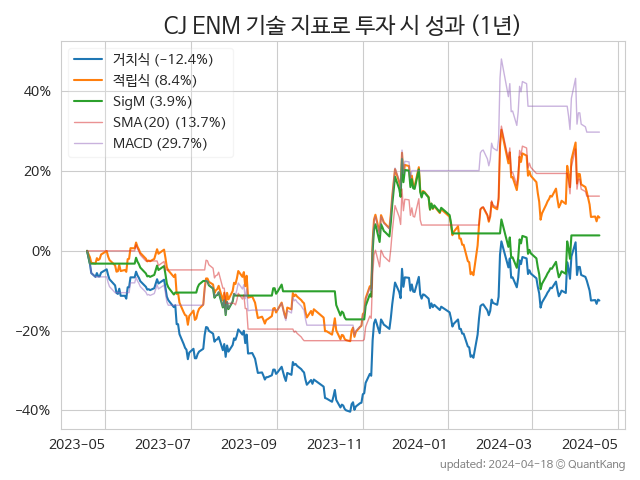 CJ ENM 기술 지표로 투자 시 성과 (1년)
거치식 (-12.4%)
적립식 (8.4%)
SigM (3.9%)
SMA(20) (13.7%)
MACD (29.7%)
40%
20%
0%
−20%
−40%
2023-05 2023-07 2023-09 2023-11 2024-01 2024-03 2024-05
updated: 2024-04-18 © QuantKang